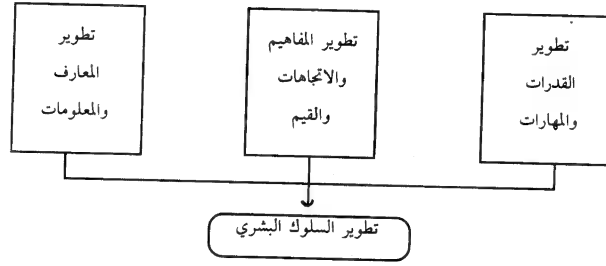 تطوير
القدرات
والمهارات
تطوير المفاهيم
والاتجاهات
والقيم
تطوير
المعارف
والمعلومات
تطوير السلوك البشري